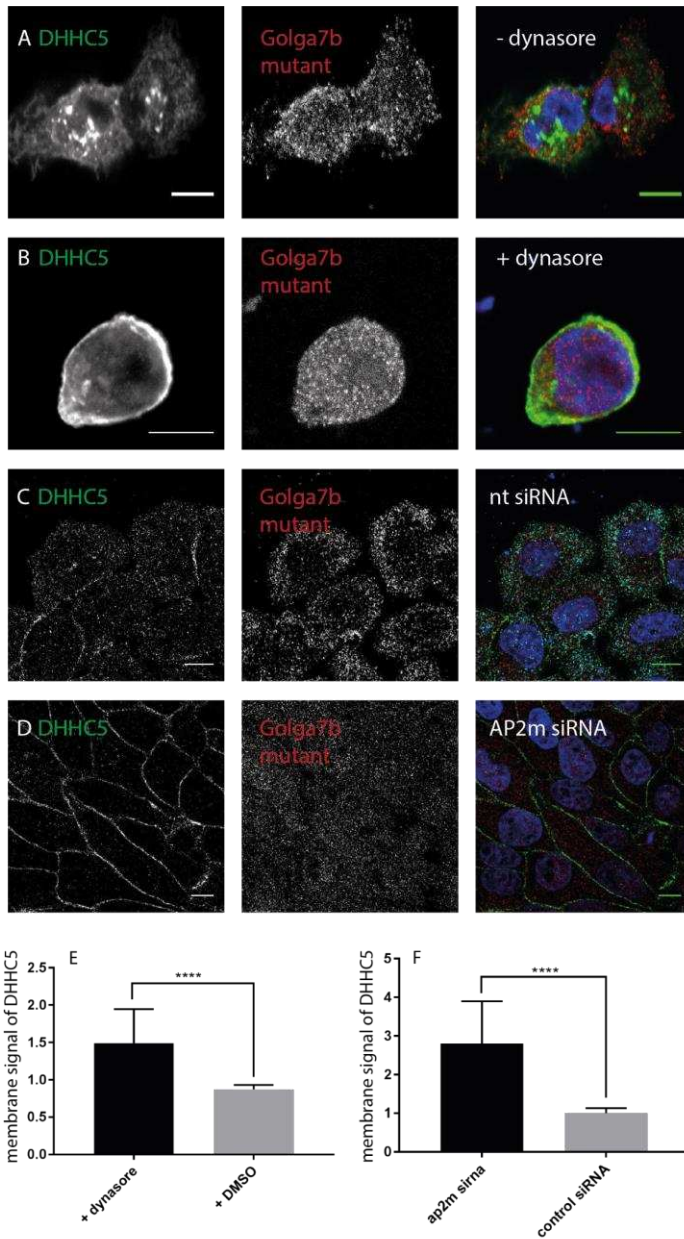 A DHHC5
Golga7b
mutant
- dynasore
B DHHC5
Golga7b
mutant
+ dynasore
C DHHC5
Golga7b
mutant
nt siRNA
D DHHC5
Golga7b
mutant
AP2m siRNA
E
membrane signal of DHHC5
2.5
2.0
1.5
1.0
0.5
0.0
****
+ dynasore
+ DMSO
F
membrane signal of DHHC5
5
4
3
2
1
0
****
ap2m sirna
control siRNA